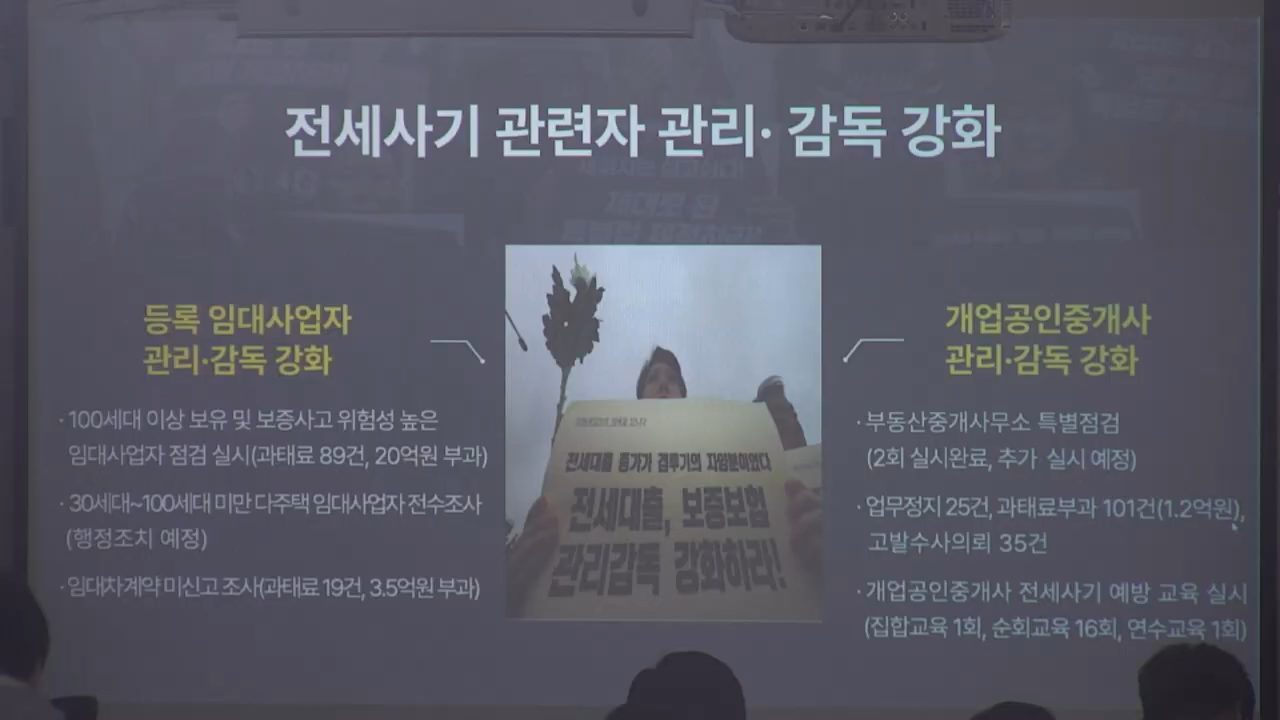 전세사기 관련자 관리· 감독 강화
등록 임대사업자
관리·감독 강화
· 100세대 이상 보유 및 보증사고 위험성 높은
임대사업자 점검 실시(과태료 89건, 20억원 부과)
· 30세대~100세대 미만 다주택 임대사업자 전수조사
(행정조치 예정)
· 임대차계약 미신고 조사(과태료 19건, 3.5억원 부과)
전세대출 증가가 갭투기의 자양분이었다
전세대출, 보증보험
관리감독 강화하라!
개업공인중개사
관리·감독 강화
· 부동산중개사무소 특별점검
(2회 실시완료, 추가 실시 예정)
· 업무정지 25건, 과태료부과 101건(1.2억원),
고발수사의뢰 35건
· 개업공인중개사 전세사기 예방 교육 실시
(집합교육 1회, 순회교육 16회, 연수교육 1회)